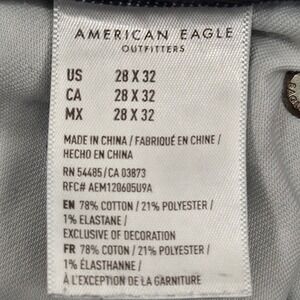 AMERICAN EAGLE
OUTFITTERS
US 28 X 32
CA 28 X 32
MX 28 X 32
MADE IN CHINA / FABRIQUÉ EN CHINE /
HECHO EN CHINA
RN 54485 / CA 03873
RFC# AEM120605U9A
EN 78% COTTON / 21% POLYESTER /
1% ELASTANE /
EXCLUSIVE OF DECORATION
FR 78% COTON / 21% POLYESTER /
1% ÉLASTHANNE /
À L'EXCEPTION DE LA GARNITURE